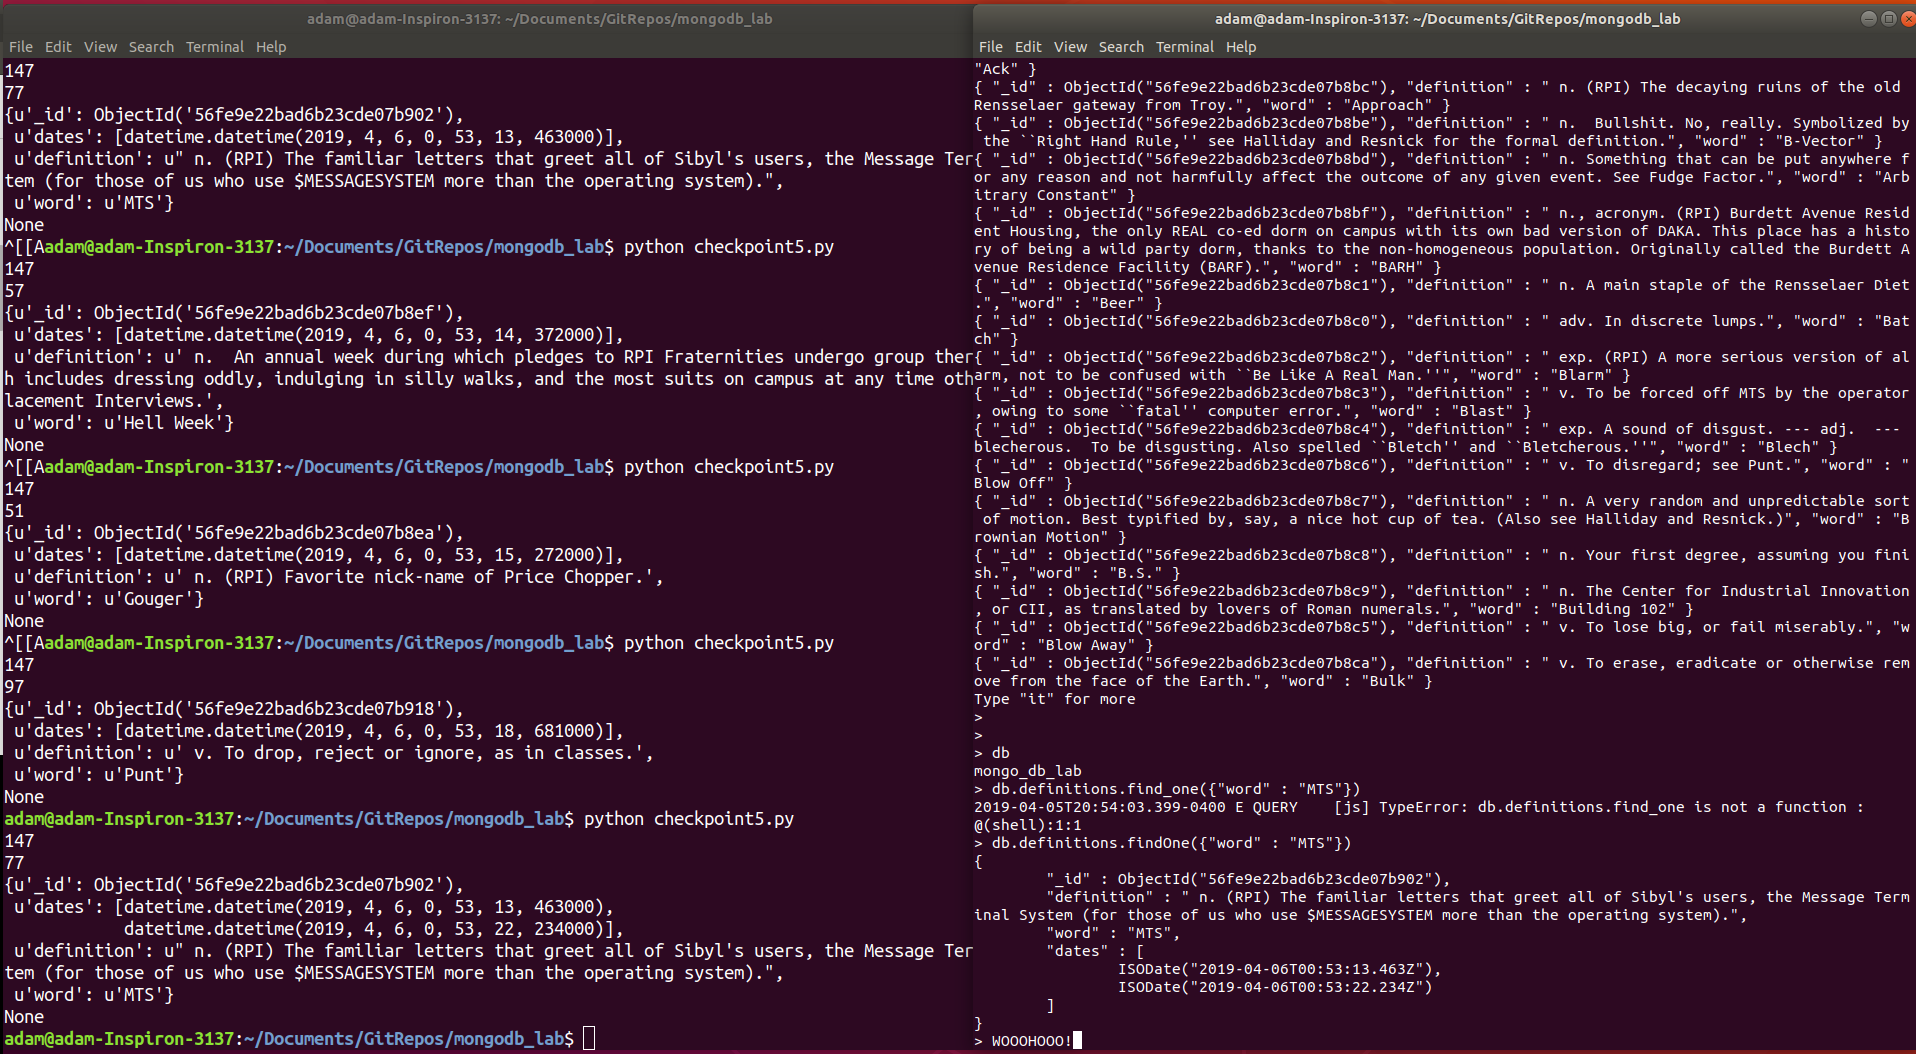 adam@adam-Inspiron-3137: ~/Documents/GitRepos/mongodb_lab
File Edit View Search Terminal Help
147
77
{u'_id': ObjectId('56fe9e22bad6b23cde07b902'),
 u'dates': [datetime.datetime(2019, 4, 6, 0, 53, 13, 463000)],
 u'definition': u" n. (RPI) The familiar letters that greet all of Sibyl's users, the Message Ter
tem (for those of us who use $MESSAGESYSTEM more than the operating system).",
 u'word': u'MTS'}
None
^[[Aadam@adam-Inspiron-3137:~/Documents/GitRepos/mongodb_lab$ python checkpoint5.py
147
57
{u'_id': ObjectId('56fe9e22bad6b23cde07b8ef'),
 u'dates': [datetime.datetime(2019, 4, 6, 0, 53, 14, 372000)],
 u'definition': u' n.  An annual week during which pledges to RPI Fraternities undergo group ther
h includes dressing oddly, indulging in silly walks, and the most suits on campus at any time oth
lacement Interviews.',
 u'word': u'Hell Week'}
None
^[[Aadam@adam-Inspiron-3137:~/Documents/GitRepos/mongodb_lab$ python checkpoint5.py
147
51
{u'_id': ObjectId('56fe9e22bad6b23cde07b8ea'),
 u'dates': [datetime.datetime(2019, 4, 6, 0, 53, 15, 272000)],
 u'definition': u' n. (RPI) Favorite nick-name of Price Chopper.',
 u'word': u'Gouger'}
None
^[[Aadam@adam-Inspiron-3137:~/Documents/GitRepos/mongodb_lab$ python checkpoint5.py
147
97
{u'_id': ObjectId('56fe9e22bad6b23cde07b918'),
 u'dates': [datetime.datetime(2019, 4, 6, 0, 53, 18, 681000)],
 u'definition': u' v. To drop, reject or ignore, as in classes.',
 u'word': u'Punt'}
None
adam@adam-Inspiron-3137:~/Documents/GitRepos/mongodb_lab$ python checkpoint5.py
147
77
{u'_id': ObjectId('56fe9e22bad6b23cde07b902'),
 u'dates': [datetime.datetime(2019, 4, 6, 0, 53, 13, 463000),
            datetime.datetime(2019, 4, 6, 0, 53, 22, 234000)],
 u'definition': u" n. (RPI) The familiar letters that greet all of Sibyl's users, the Message Ter
tem (for those of us who use $MESSAGESYSTEM more than the operating system).",
 u'word': u'MTS'}
None
adam@adam-Inspiron-3137:~/Documents/GitRepos/mongodb_lab$
adam@adam-Inspiron-3137: ~/Documents/GitRepos/mongodb_lab
File Edit View Search Terminal Help
"Ack" }
{ "_id" : ObjectId("56fe9e22bad6b23cde07b8bc"), "definition" : " n. (RPI) The decaying ruins of the old
Rensselaer gateway from Troy.", "word" : "Approach" }
{ "_id" : ObjectId("56fe9e22bad6b23cde07b8be"), "definition" : " n.  Bullshit. No, really. Symbolized by
 the ``Right Hand Rule,'' see Halliday and Resnick for the formal definition.", "word" : "B-Vector" }
{ "_id" : ObjectId("56fe9e22bad6b23cde07b8bd"), "definition" : " n. Something that can be put anywhere f
or any reason and not harmfully affect the outcome of any given event. See Fudge Factor.", "word" : "Arb
itrary Constant" }
{ "_id" : ObjectId("56fe9e22bad6b23cde07b8bf"), "definition" : " n., acronym. (RPI) Burdett Avenue Resid
ent Housing, the only REAL co-ed dorm on campus with its own bad version of DAKA. This place has a histo
ry of being a wild party dorm, thanks to the non-homogeneous population. Originally called the Burdett A
venue Residence Facility (BARF).", "word" : "BARH" }
{ "_id" : ObjectId("56fe9e22bad6b23cde07b8c1"), "definition" : " n. A main staple of the Rensselaer Diet
.", "word" : "Beer" }
{ "_id" : ObjectId("56fe9e22bad6b23cde07b8c0"), "definition" : " adv. In discrete lumps.", "word" : "Bat
ch" }
{ "_id" : ObjectId("56fe9e22bad6b23cde07b8c2"), "definition" : " exp. (RPI) A more serious version of al
arm, not to be confused with ``Be Like A Real Man.''", "word" : "Blarm" }
{ "_id" : ObjectId("56fe9e22bad6b23cde07b8c3"), "definition" : " v. To be forced off MTS by the operator
, owing to some ``fatal'' computer error.", "word" : "Blast" }
{ "_id" : ObjectId("56fe9e22bad6b23cde07b8c4"), "definition" : " exp. A sound of disgust. --- adj.  ---
blecherous.  To be disgusting. Also spelled ``Bletch'' and ``Bletcherous.''", "word" : "Blech" }
{ "_id" : ObjectId("56fe9e22bad6b23cde07b8c6"), "definition" : " v. To disregard; see Punt.", "word" : "
Blow Off" }
{ "_id" : ObjectId("56fe9e22bad6b23cde07b8c7"), "definition" : " n. A very random and unpredictable sort
 of motion. Best typified by, say, a nice hot cup of tea. (Also see Halliday and Resnick.)", "word" : "B
rownian Motion" }
{ "_id" : ObjectId("56fe9e22bad6b23cde07b8c8"), "definition" : " n. Your first degree, assuming you fini
sh.", "word" : "B.S." }
{ "_id" : ObjectId("56fe9e22bad6b23cde07b8c9"), "definition" : " n. The Center for Industrial Innovation
, or CII, as translated by lovers of Roman numerals.", "word" : "Building 102" }
{ "_id" : ObjectId("56fe9e22bad6b23cde07b8c5"), "definition" : " v. To lose big, or fail miserably.", "w
ord" : "Blow Away" }
{ "_id" : ObjectId("56fe9e22bad6b23cde07b8ca"), "definition" : " v. To erase, eradicate or otherwise rem
ove from the face of the Earth.", "word" : "Bulk" }
Type "it" for more
>
>
> db
mongo_db_lab
> db.definitions.find_one({"word" : "MTS"})
2019-04-05T20:54:03.399-0400 E QUERY    [js] TypeError: db.definitions.find_one is not a function :
@(shell):1:1
> db.definitions.findOne({"word" : "MTS"})
{
        "_id" : ObjectId("56fe9e22bad6b23cde07b902"),
        "definition" : " n. (RPI) The familiar letters that greet all of Sibyl's users, the Message Term
inal System (for those of us who use $MESSAGESYSTEM more than the operating system).",
        "word" : "MTS",
        "dates" : [
                ISODate("2019-04-06T00:53:13.463Z"),
                ISODate("2019-04-06T00:53:22.234Z")
        ]
}
> WOOOHOOO!